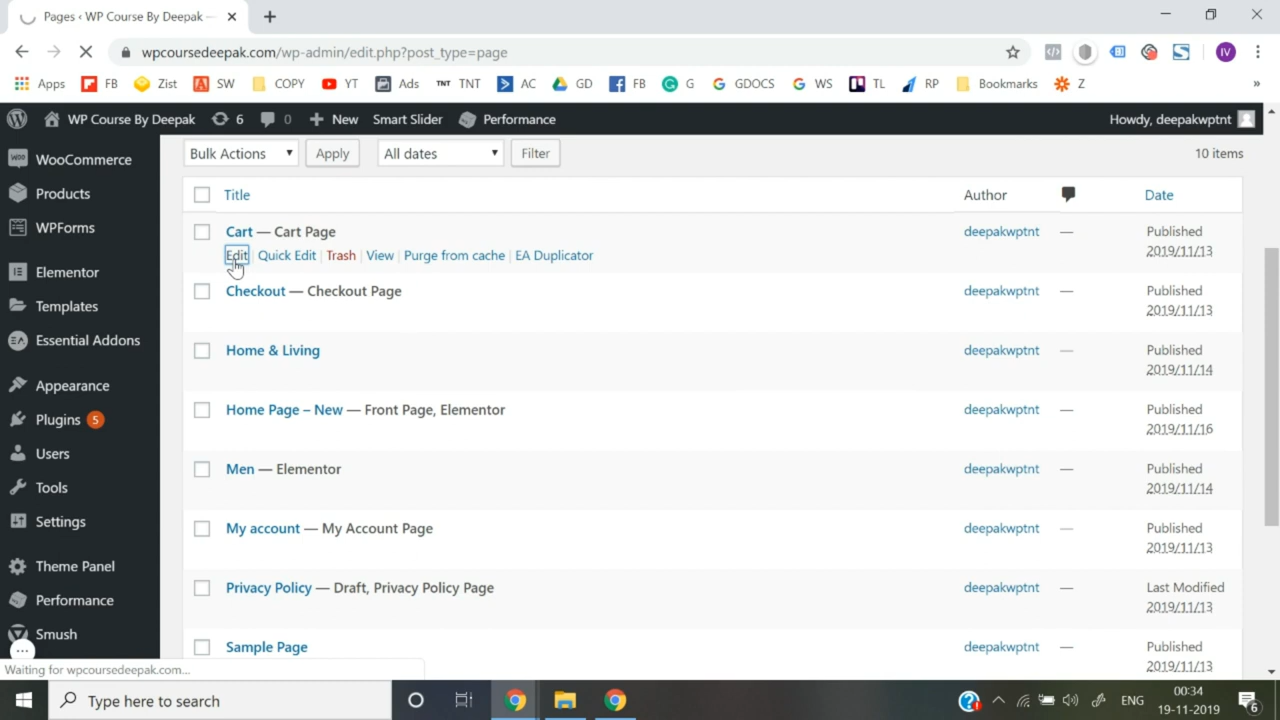 Pages ‹ WP Course By Deepak —
wpcoursedeepak.com/wp-admin/edit.php?post_type=page
IV
Apps FB Zist SW COPY YT Ads TNT TNT AC GD FB G GDOCS WS TL RP Bookmarks Z »
WP Course By Deepak 6 0 New Smart Slider Performance Howdy, deepakwptnt
WooCommerce
Products
WPForms
Elementor
Templates
Essential Addons
Appearance
Plugins 5
Users
Tools
Settings
Theme Panel
Performance
Smush
Bulk Actions Apply All dates Filter 10 items
Title Author Date
Cart — Cart Page deepakwptnt — Published
2019/11/13
Edit | Quick Edit | Trash | View | Purge from cache | EA Duplicator
Checkout — Checkout Page deepakwptnt — Published
2019/11/13
Home & Living deepakwptnt — Published
2019/11/14
Home Page – New — Front Page, Elementor deepakwptnt — Published
2019/11/16
Men — Elementor deepakwptnt — Published
2019/11/14
My account — My Account Page deepakwptnt — Published
2019/11/13
Privacy Policy — Draft, Privacy Policy Page deepakwptnt — Last Modified
2019/11/13
Sample Page deepakwptnt — Published
2019/11/13
Waiting for wpcoursedeepak.com...
Type here to search
ENG
00:34
19-11-2019
6